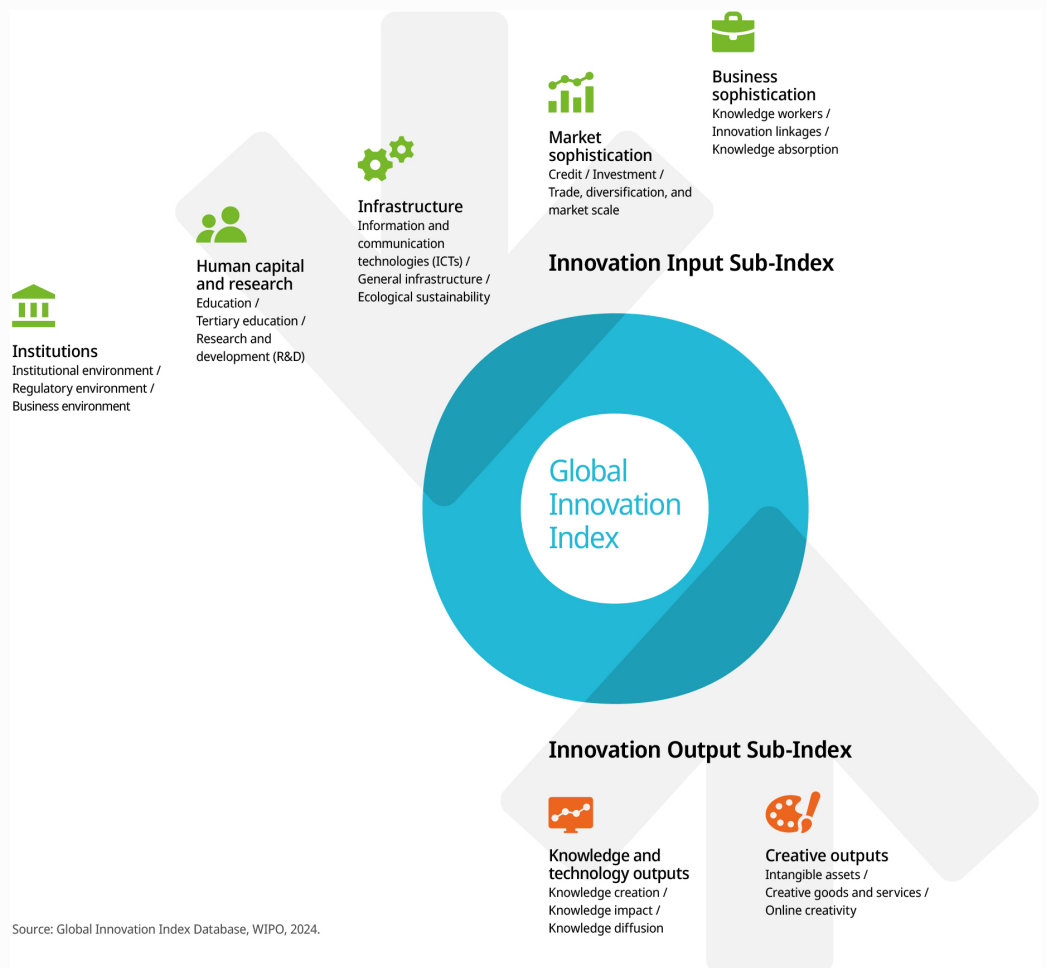 Business
sophistication
Knowledge workers /
Innovation linkages /
Knowledge absorption
Market
sophistication
Credit / Investment /
Trade, diversification, and
market scale
Infrastructure
Information and
communication
technologies (ICTs) /
General infrastructure /
Ecological sustainability
Human capital
and research
Education /
Tertiary education /
Research and
development (R&D)
Institutions
Institutional environment /
Regulatory environment /
Business environment
Innovation Input Sub-Index
Global
Innovation
Index
Innovation Output Sub-Index
Knowledge and
technology outputs
Knowledge creation /
Knowledge impact /
Knowledge diffusion
Creative outputs
Intangible assets /
Creative goods and services /
Online creativity
Source: Global Innovation Index Database, WIPO, 2024.